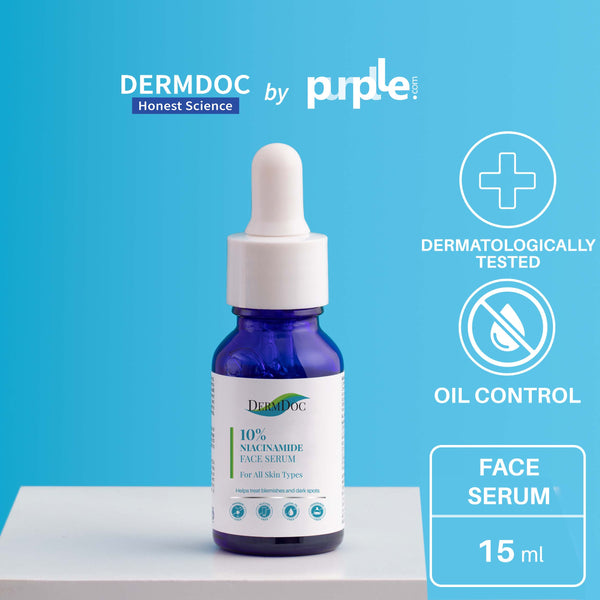 DERMDOC
Honest Science
by
purplle.com
DERMATOLOGICALLY
TESTED
OIL CONTROL
DERMDOC
10%
NIACINAMIDE
FACE SERUM
For All Skin Types
Helps treat blemishes and dark spots
FACE
SERUM
15 ml